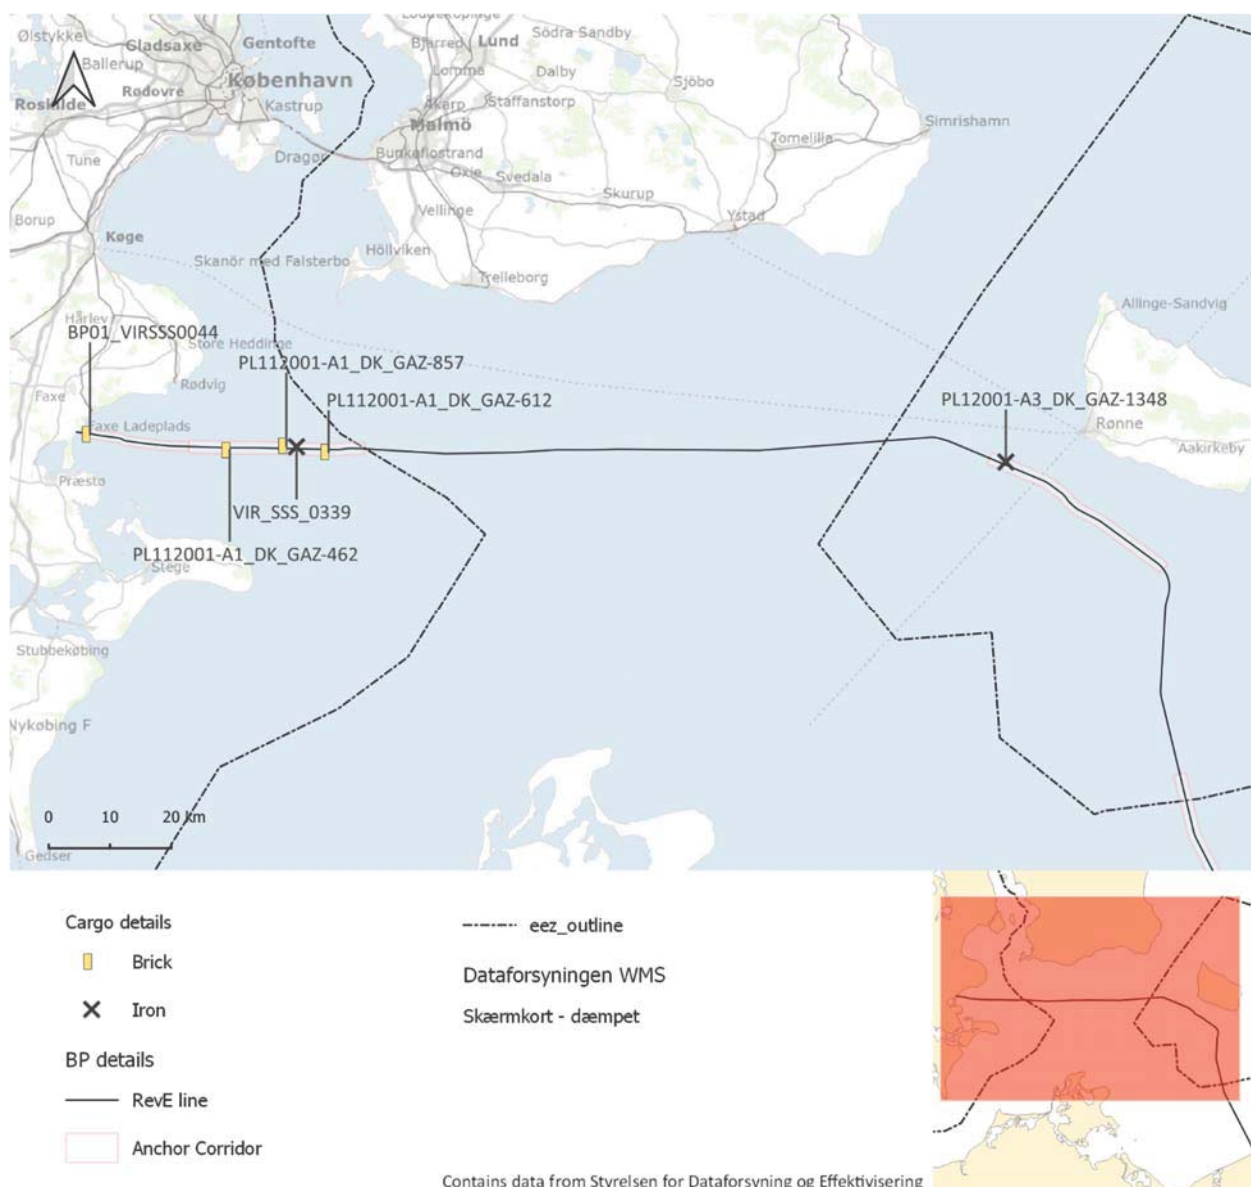 Ølstykke
Gladsaxe
Gentofte
Ballerup
København
Roskilde
Rødovre
Kastrup
Tune
Dragør
Borup
Køge
Bjärred
Lund
Södra Sandby
Lomma
Dalby
Sjöbo
Åkarp
Staffanstorp
Malmö
Bunkeflostrand
Oxie
Svedala
Skurup
Vellinge
Tomelilla
Simrishamn
Ystad
Höllviken
Skanör med Falsterbo
Trelleborg
Allinge-Sandvig
Hårlev
BP01_VIRSSS0044
Store Heddinge
PL112001-A1_DK_GAZ-857
Rødvig
Faxe
PL112001-A1_DK_GAZ-612
PL12001-A3_DK_GAZ-1348
Faxe Ladeplads
Rønne
Aakirkeby
Præstø
VIR_SSS_0339
PL112001-A1_DK_GAZ-462
Stege
Stubbekøbing
Nykøbing F
0 10 20 km
Gedser
Cargo details
Brick
Iron
BP details
RevE line
Anchor Corridor
eez_outline
Dataforsyningen WMS
Skærmkort - dæmpet
Contains data from Styrelsen for Dataforsyning og Effektivisering